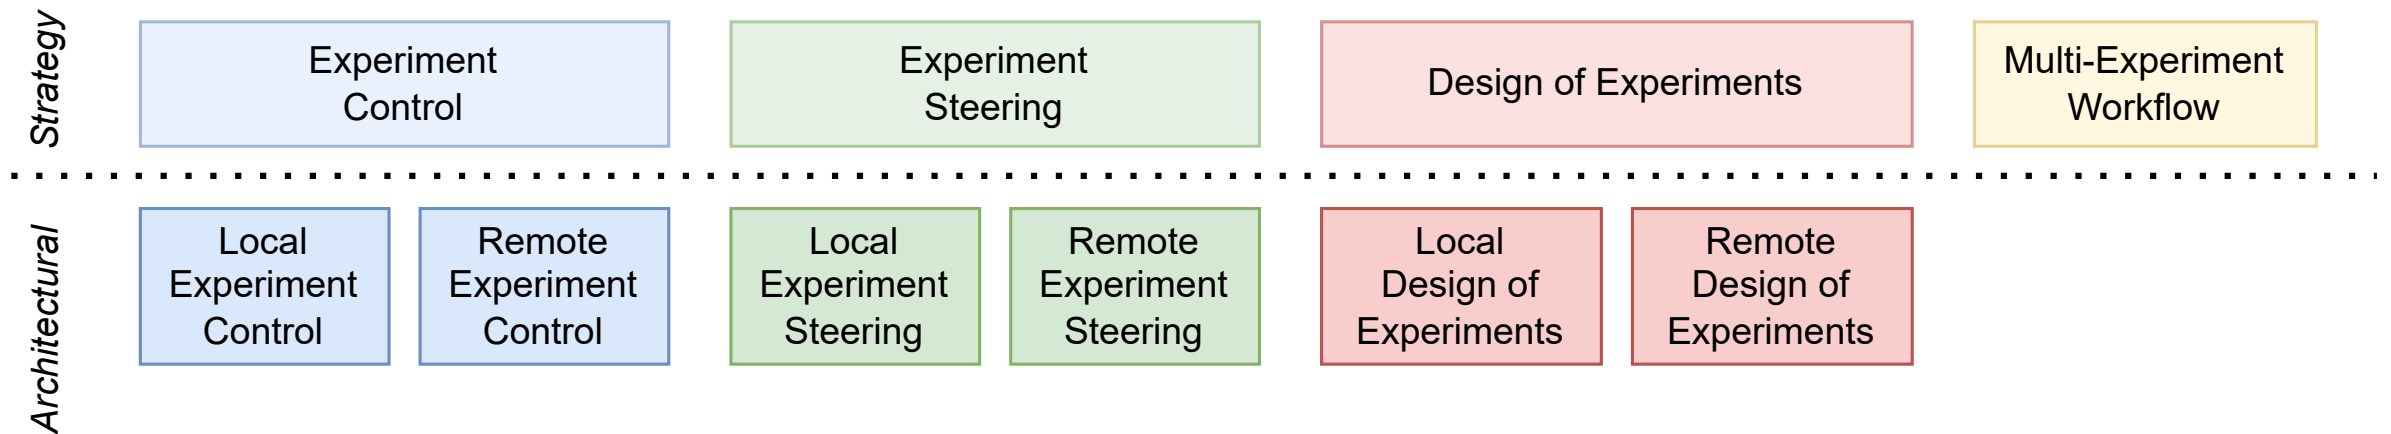 Strategy
Experiment
Control
Experiment
Steering
Design of Experiments
Multi-Experiment
Workflow
Architectural
Local
Experiment
Control
Remote
Experiment
Control
Local
Experiment
Steering
Remote
Experiment
Steering
Local
Design of
Experiments
Remote
Design of
Experiments